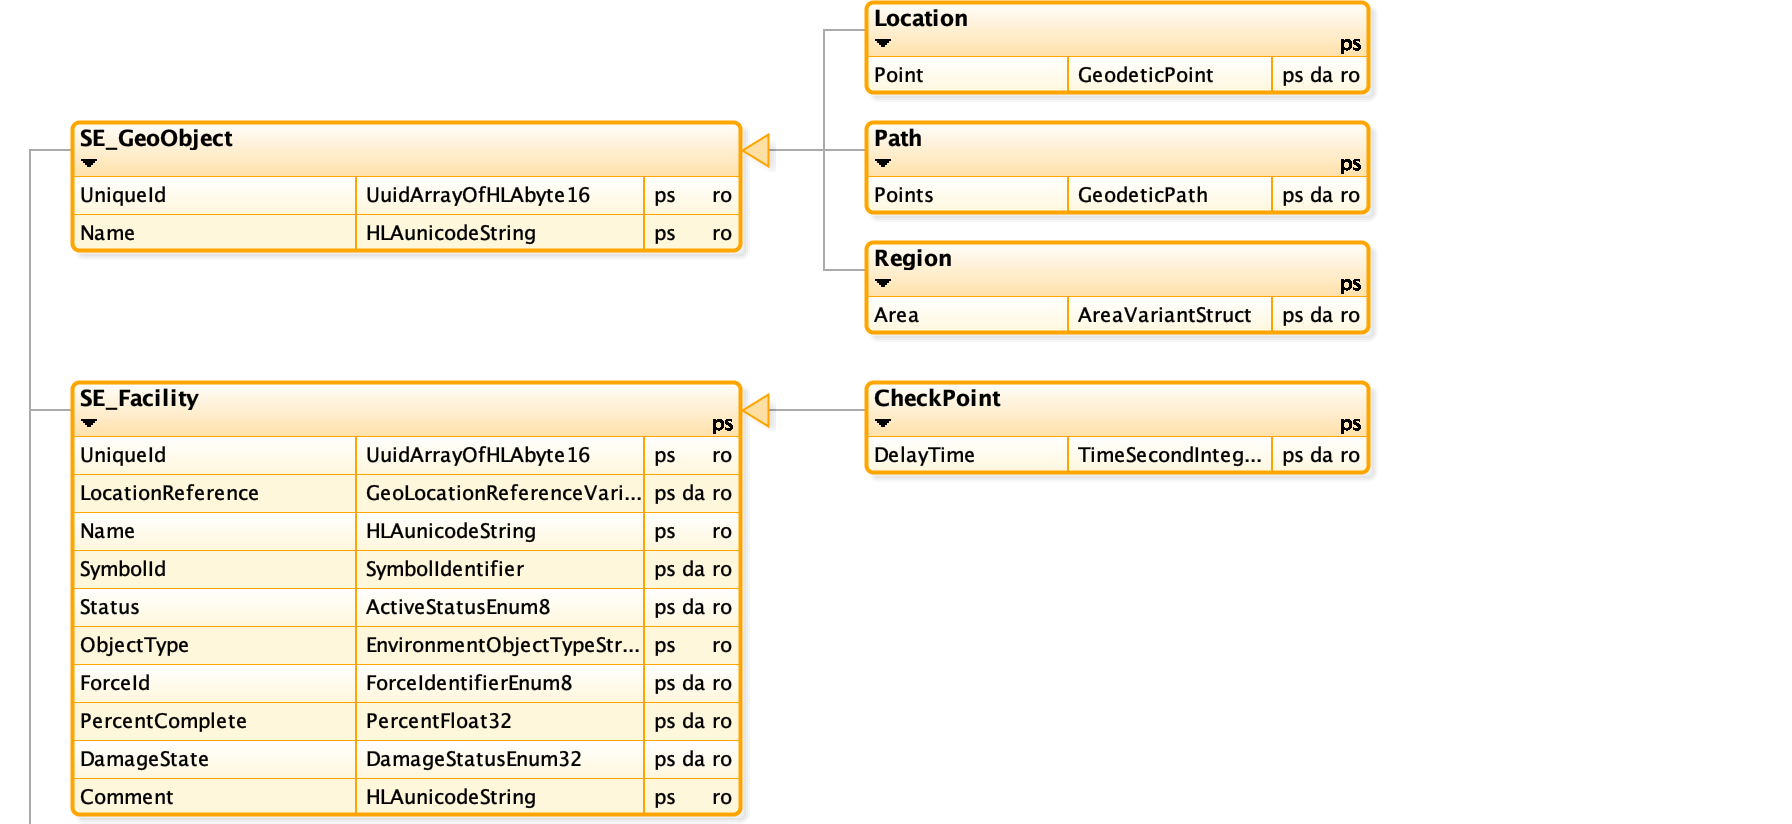 Location
ps
Point GeodeticPoint ps da ro
SE_GeoObject
UniqueId UuidArrayOfHLAbyte16 ps ro
Name HLAunicodeString ps ro
Path
ps
Points GeodeticPath ps da ro
Region
ps
Area AreaVariantStruct ps da ro
SE_Facility
ps
UniqueId UuidArrayOfHLAbyte16 ps ro
LocationReference GeoLocationReferenceVari... ps da ro
Name HLAunicodeString ps ro
SymbolId SymbolIdentifier ps da ro
Status ActiveStatusEnum8 ps da ro
ObjectType EnvironmentObjectTypeStr... ps ro
ForceId ForceIdentifierEnum8 ps da ro
PercentComplete PercentFloat32 ps da ro
DamageState DamageStatusEnum32 ps da ro
Comment HLAunicodeString ps ro
CheckPoint
ps
DelayTime TimeSecondInteg... ps da ro